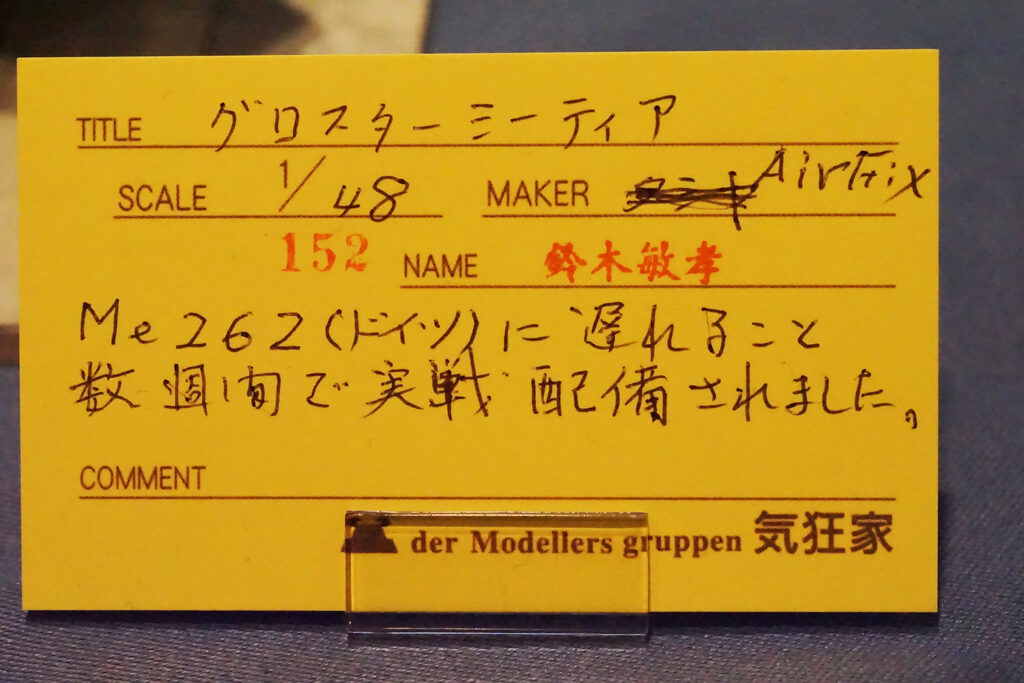 TITLE グロスターミーティア
SCALE 1/48 MAKER AirFix
152 NAME 鈴木敏孝
Me262(ドイツ)に遅れること
数週間で実戦配備されました。
COMMENT
der Modellers gruppen 気狂家